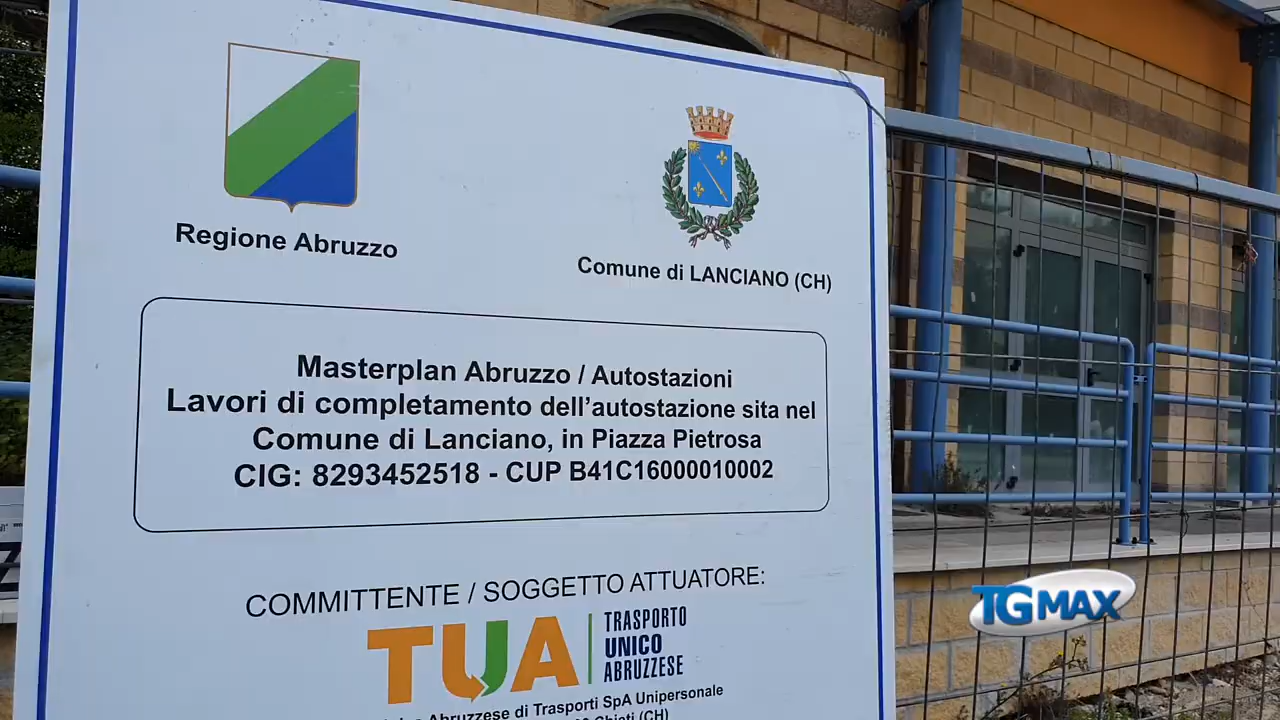 Regione Abruzzo
Comune di LANCIANO (CH)
Masterplan Abruzzo / Autostazioni
Lavori di completamento dell'autostazione sita nel
Comune di Lanciano, in Piazza Pietrosa
CIG: 8293452518 - CUP B41C16000010002
COMMITTENTE / SOGGETTO ATTUATORE:
TUA
TRASPORTO
UNICO
ABRUZZESE
Abruzzese di Trasporti SpA Unipersonale
Chieti (CH)
TGMAX